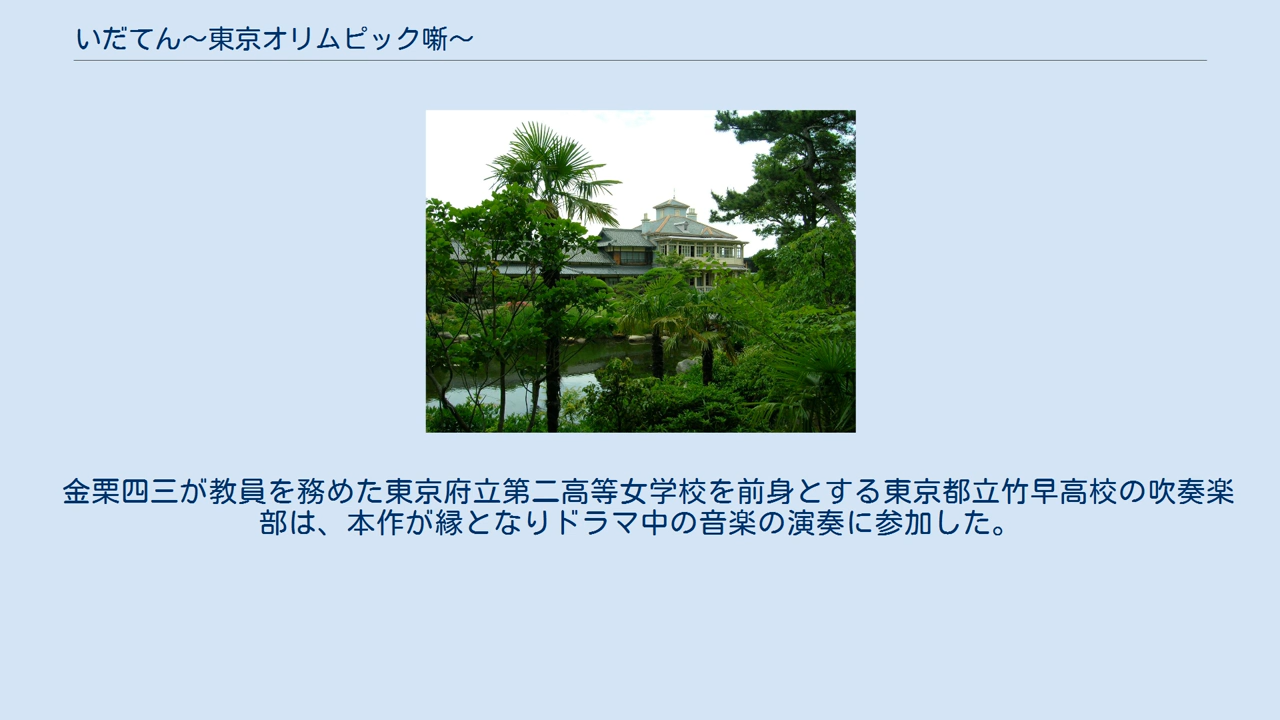 いだてん〜東京オリムピック噺〜
金栗四三が教員を務めた東京府立第二高等女学校を前身とする東京都立竹早高校の吹奏楽
部は、本作が縁となりドラマ中の音楽の演奏に参加した。